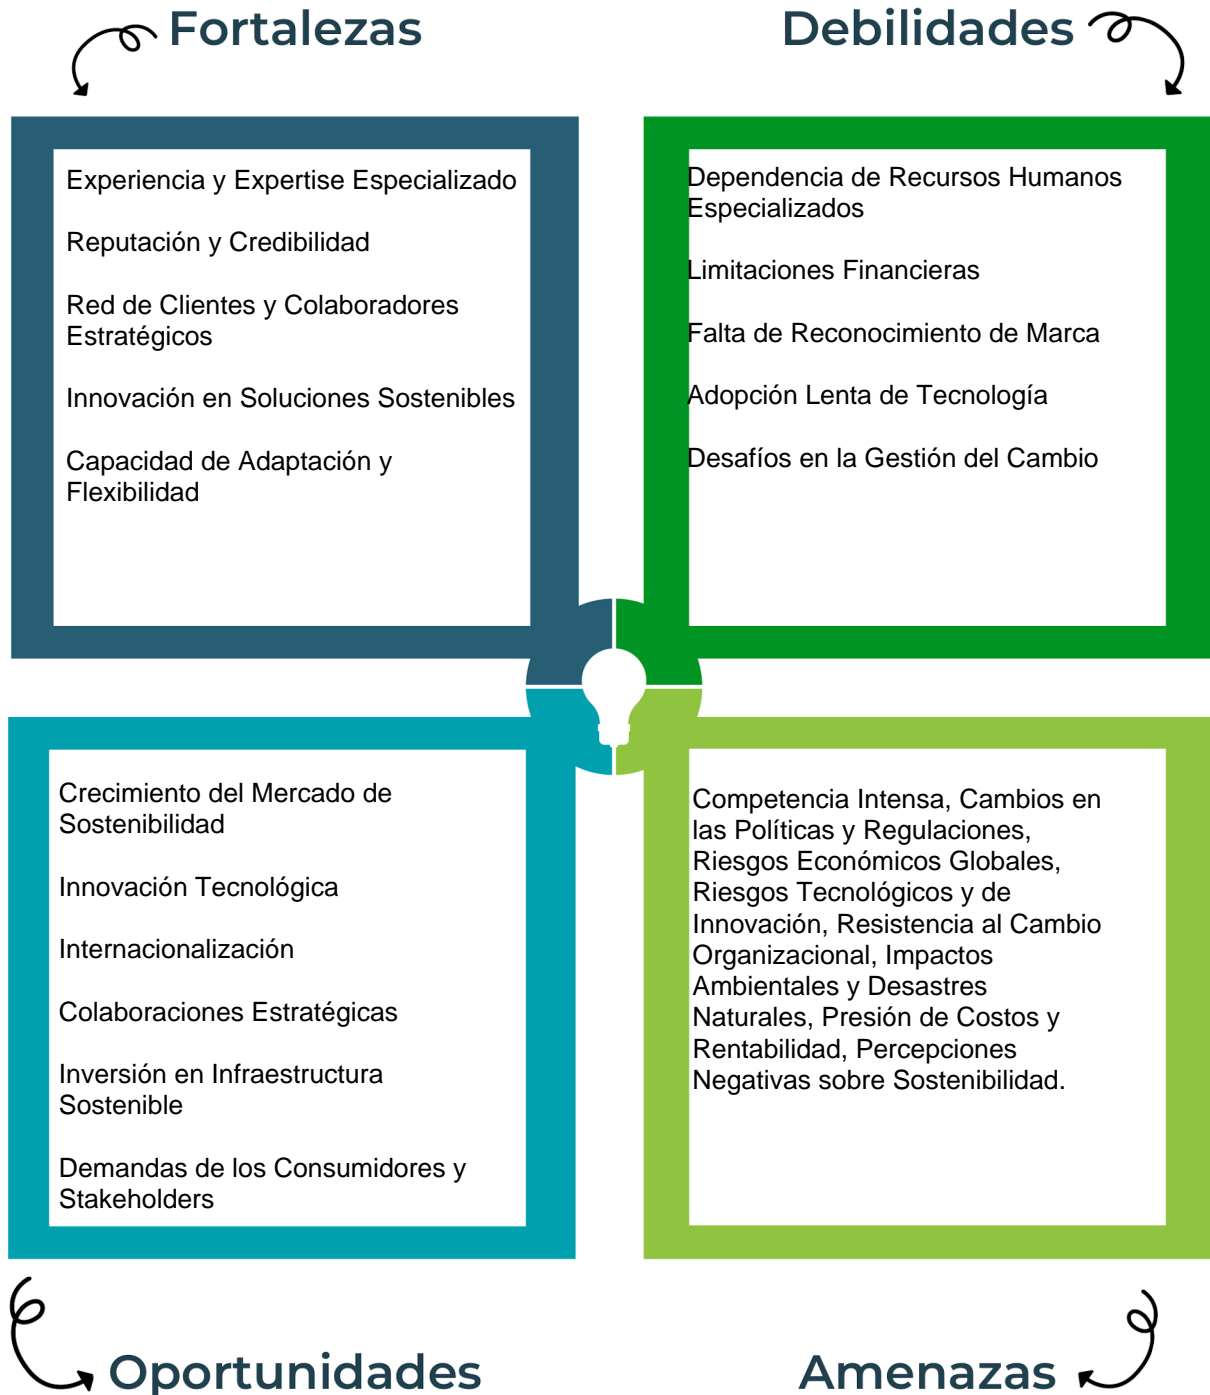 Fortalezas
Experiencia y Expertise Especializado
Reputación y Credibilidad
Red de Clientes y Colaboradores
Estratégicos
Innovación en Soluciones Sostenibles
Capacidad de Adaptación y
Flexibilidad
Debilidades
Dependencia de Recursos Humanos
Especializados
Limitaciones Financieras
Falta de Reconocimiento de Marca
Adopción Lenta de Tecnología
Desafíos en la Gestión del Cambio
Crecimiento del Mercado de
Sostenibilidad
Innovación Tecnológica
Internacionalización
Colaboraciones Estratégicas
Inversión en Infraestructura
Sostenible
Demandas de los Consumidores y
Stakeholders
Oportunidades
Competencia Intensa, Cambios en
las Políticas y Regulaciones,
Riesgos Económicos Globales,
Riesgos Tecnológicos y de
Innovación, Resistencia al Cambio
Organizacional, Impactos
Ambientales y Desastres
Naturales, Presión de Costos y
Rentabilidad, Percepciones
Negativas sobre Sostenibilidad.
Amenazas